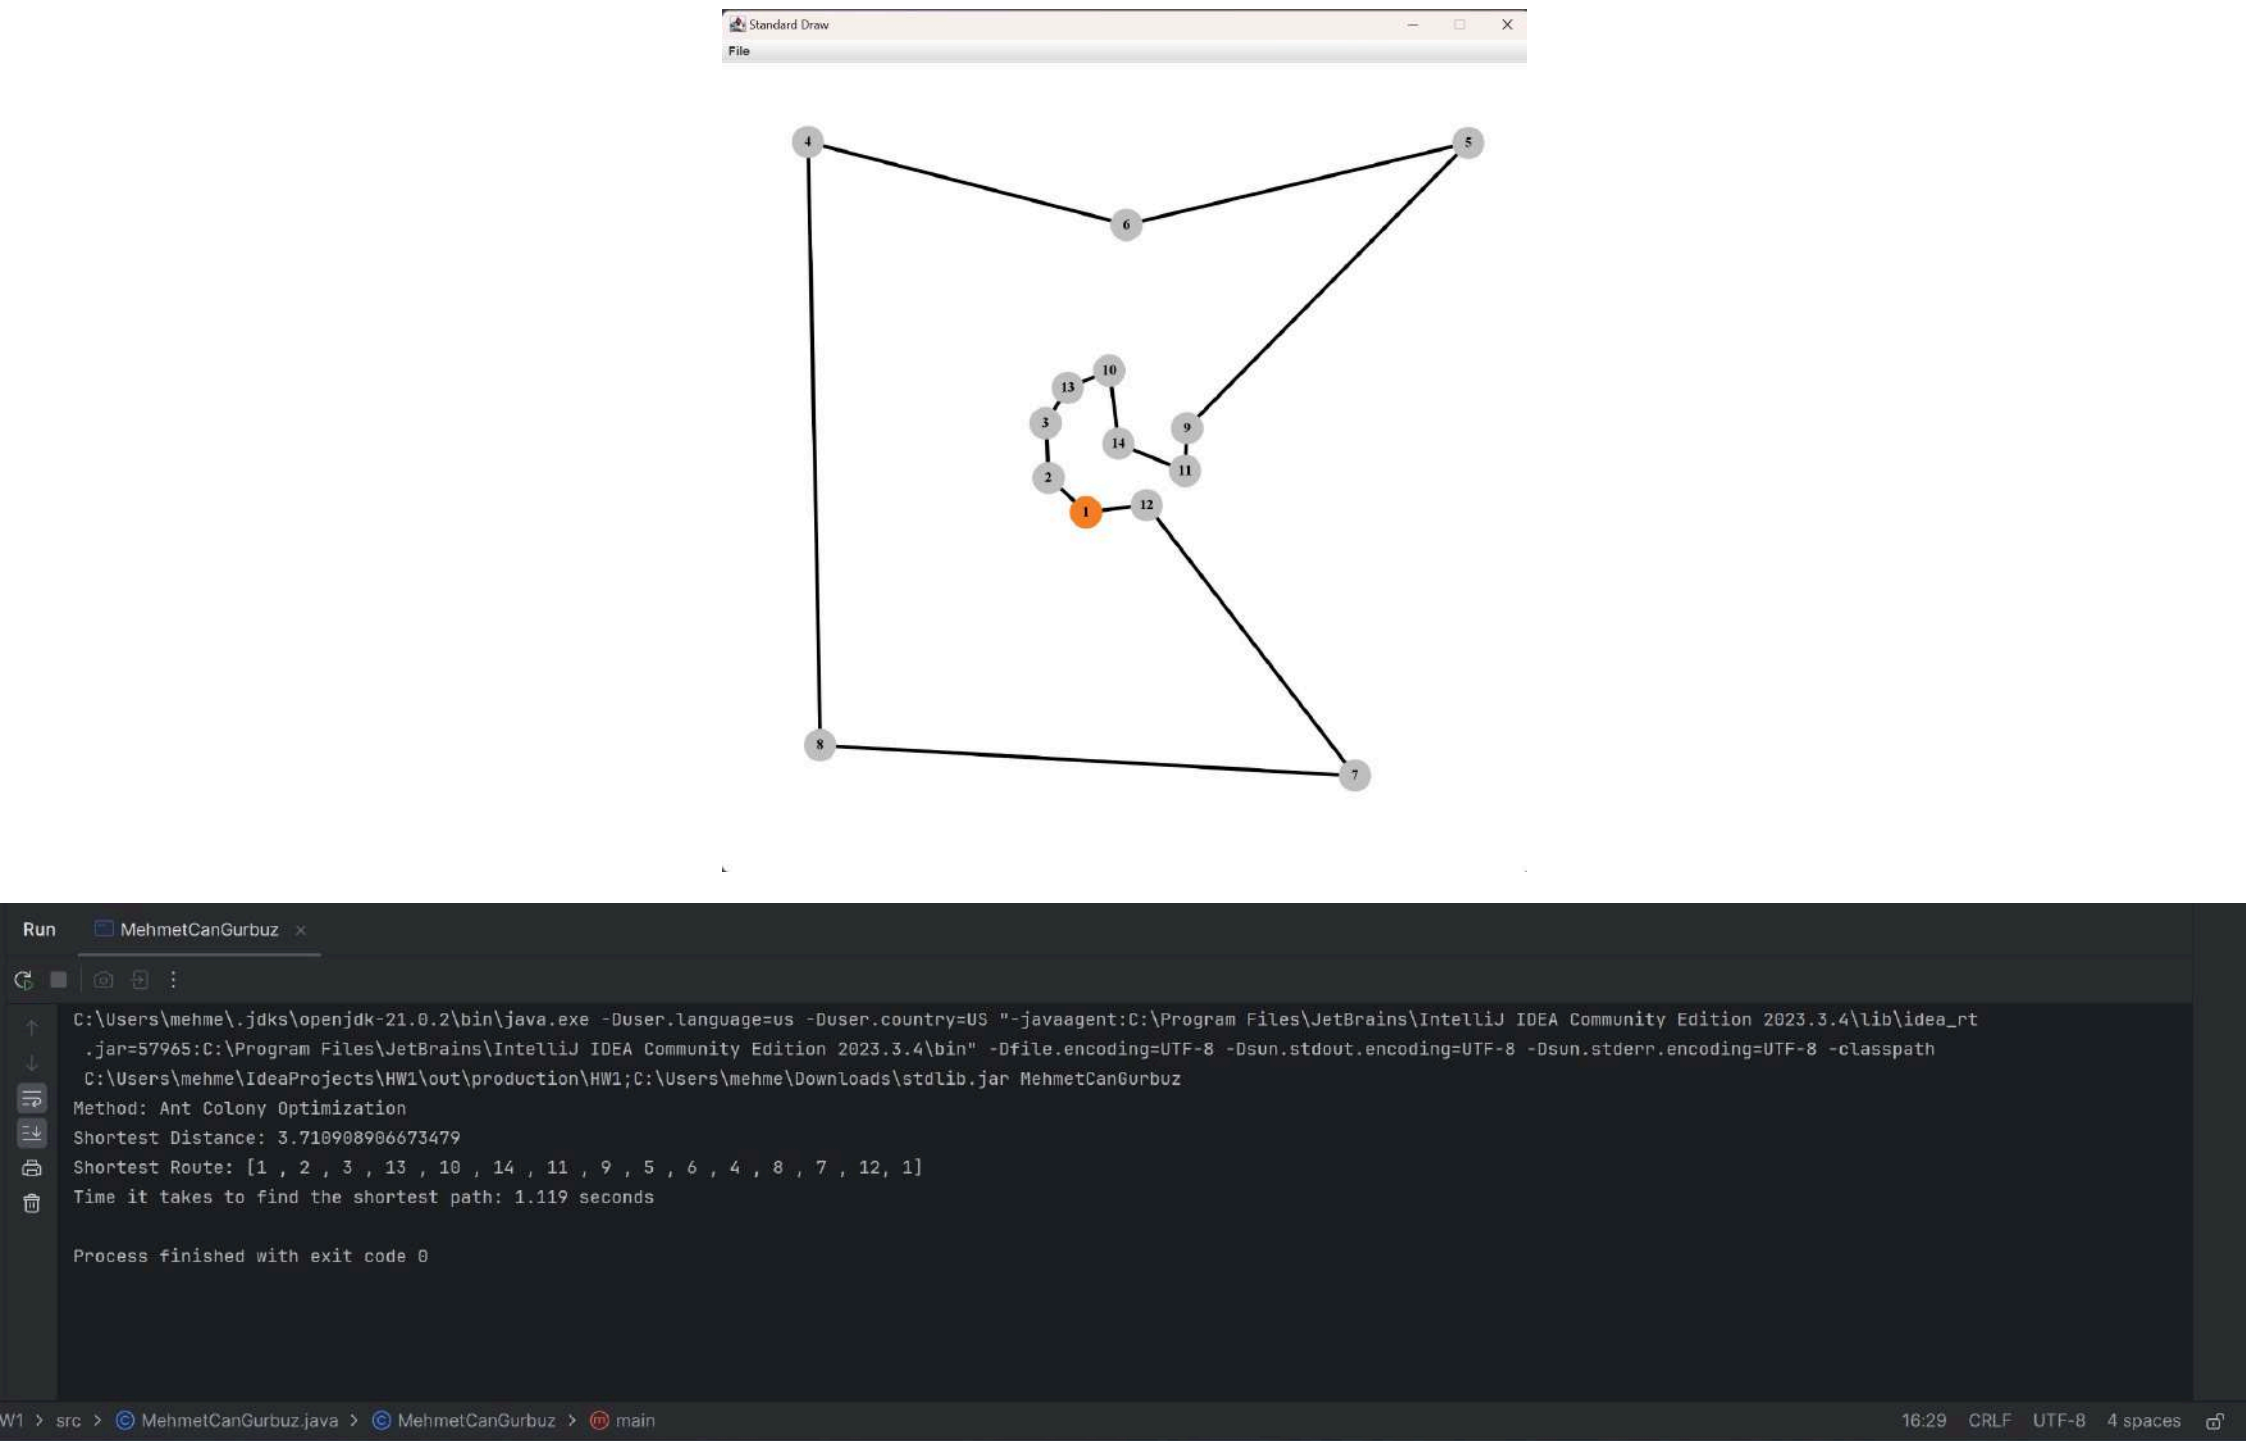 Standard Draw
File
4
5
6
10
13
3
9
14
11
2
12
1
8
7
Run MehmetCanGurbuz
C:\Users\mehme\.jdks\openjdk-21.0.2\bin\java.exe -Duser.language=us -Duser.country=US "-javaagent:C:\Program Files\JetBrains\IntelliJ IDEA Community Edition 2023.3.4\lib\idea_rt
.jar=57965:C:\Program Files\JetBrains\IntelliJ IDEA Community Edition 2023.3.4\bin" -Dfile.encoding=UTF-8 -Dsun.stdout.encoding=UTF-8 -Dsun.stderr.encoding=UTF-8 -classpath
C:\Users\mehme\IdeaProjects\HW1\out\production\HW1;C:\Users\mehme\Downloads\stdlib.jar MehmetCanGurbuz
Method: Ant Colony Optimization
Shortest Distance: 3.710908906673479
Shortest Route: [1 , 2 , 3 , 13 , 10 , 14 , 11 , 9 , 5 , 6 , 4 , 8 , 7 , 12, 1]
Time it takes to find the shortest path: 1.119 seconds
Process finished with exit code 0
W1 > src > MehmetCanGurbuz.java > MehmetCanGurbuz > main 16:29 CRLF UTF-8 4 spaces